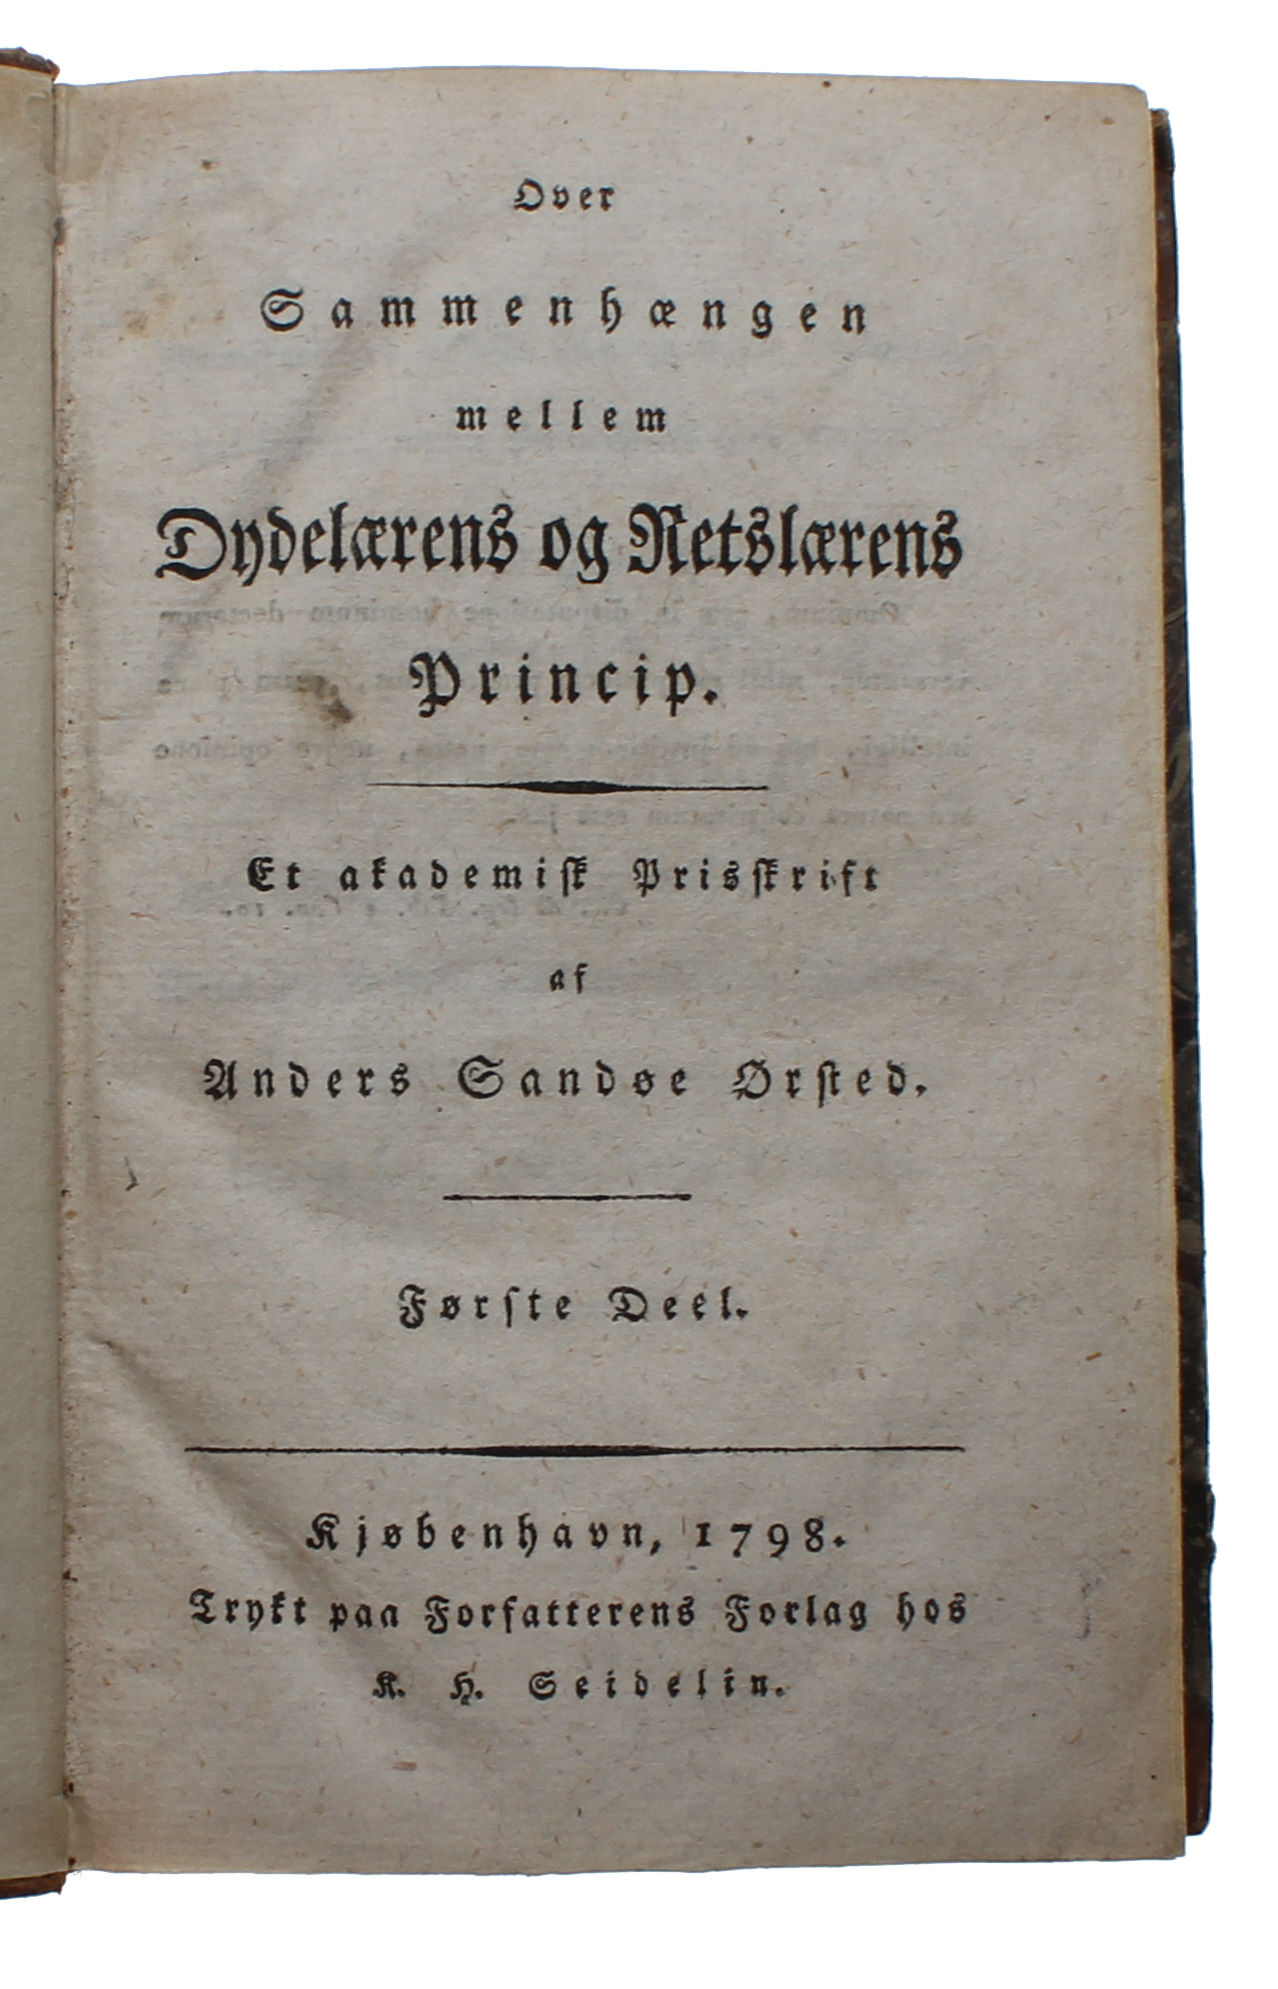 Over
Sammenhængen
mellem
Dydelærens og Retslærens
Princip.
Et akademiſk Prisſkrift
af
Anders Sandøe Ørſted.
Førſte Deel.
Kjøbenhavn, 1798.
Trykt paa Forfatterens Forlag hos
K. H. Seidelin.